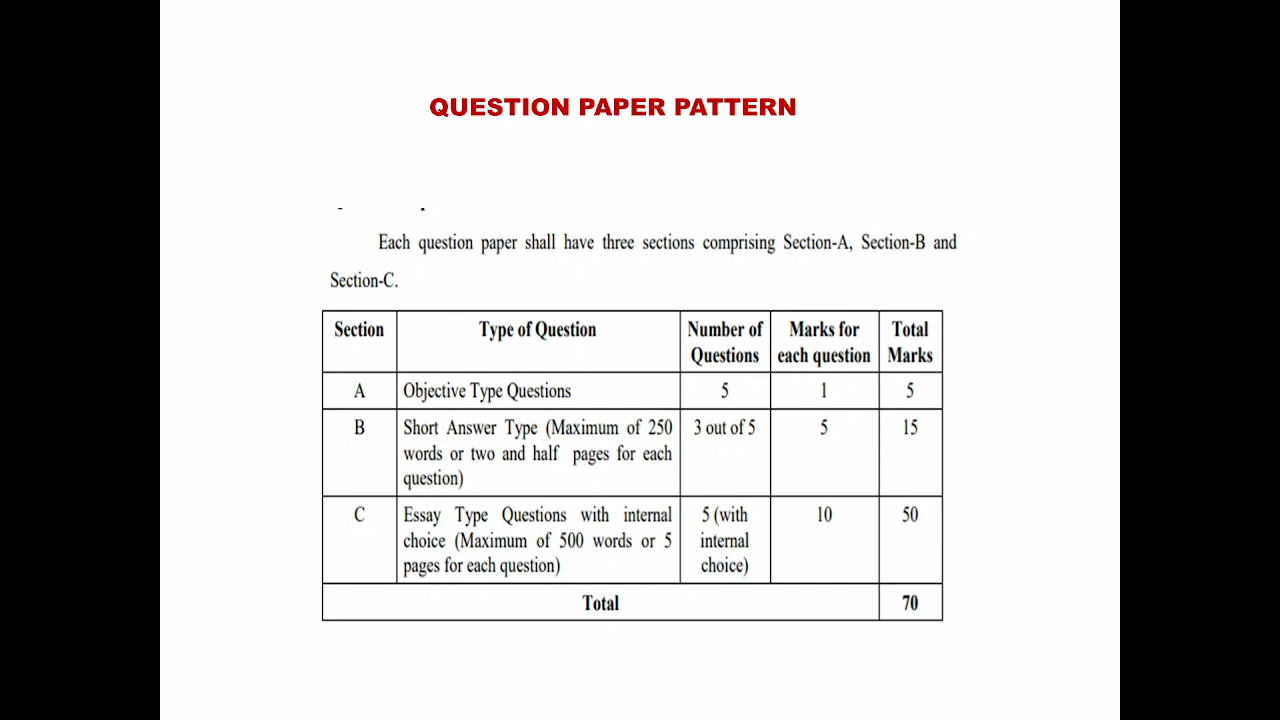 QUESTION PAPER PATTERN
Each question paper shall have three sections comprising Section-A, Section-B and
Section-C.
Section Type of Question Number of Questions Marks for each question Total Marks
A Objective Type Questions 5 1 5
B Short Answer Type (Maximum of 250 words or two and half pages for each question) 3 out of 5 5 15
C Essay Type Questions with internal choice (Maximum of 500 words or 5 pages for each question) 5 (with internal choice) 10 50
Total 70